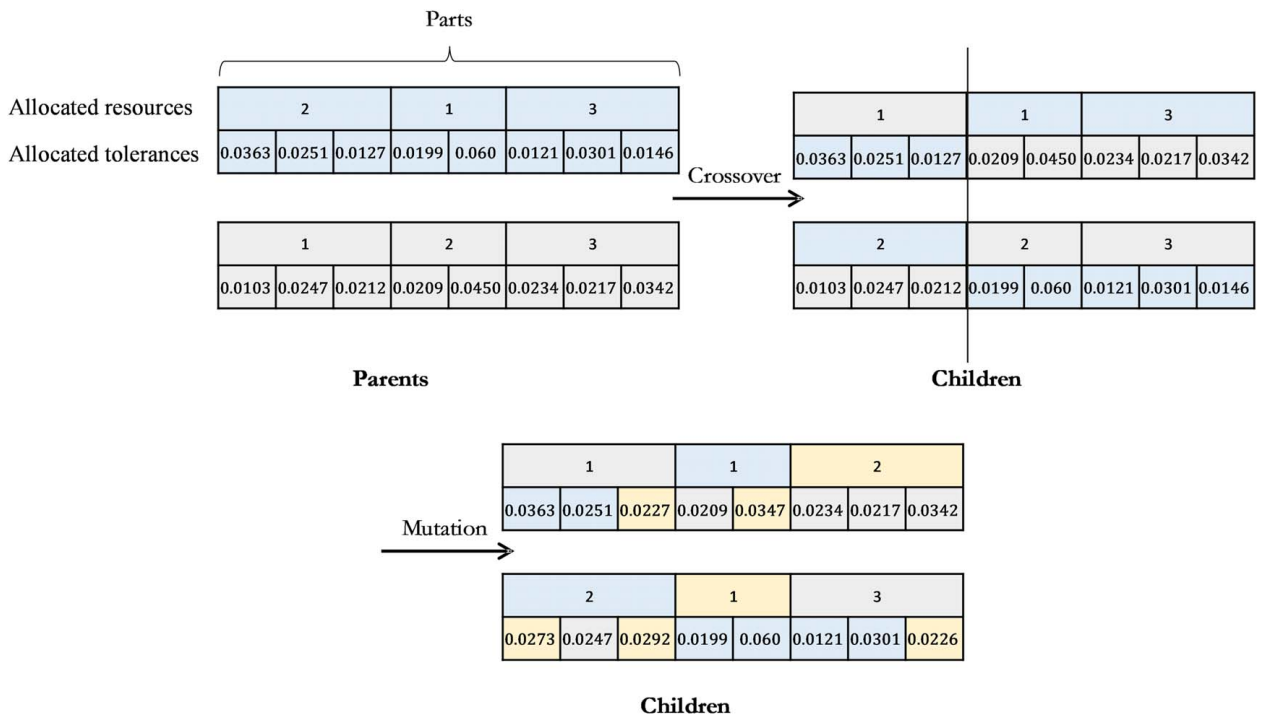 Parts
Allocated resources 2 1 3
Allocated tolerances 0.0363 0.0251 0.0127 0.0199 0.060 0.0121 0.0301 0.0146
1 2 3
0.0103 0.0247 0.0212 0.0209 0.0450 0.0234 0.0217 0.0342
Parents
Crossover
1 1 3
0.0363 0.0251 0.0127 0.0209 0.0450 0.0234 0.0217 0.0342
2 2 3
0.0103 0.0247 0.0212 0.0199 0.060 0.0121 0.0301 0.0146
Children
Mutation
1 1 2
0.0363 0.0251 0.0227 0.0209 0.0347 0.0234 0.0217 0.0342
2 1 3
0.0273 0.0247 0.0292 0.0199 0.060 0.0121 0.0301 0.0226
Children